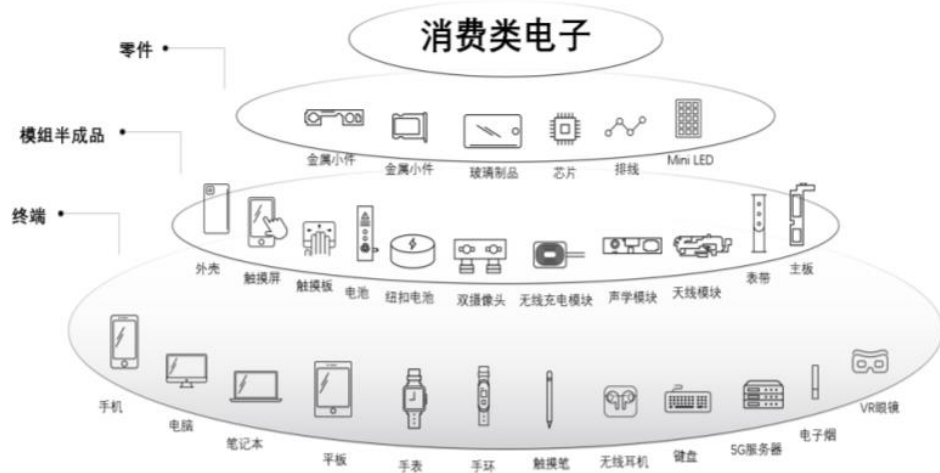 消费类电子
零件
金属小件
金属小件
玻璃制品
芯片
排线
Mini LED
模组半成品
外壳
触摸屏
触摸板
电池
纽扣电池
双摄像头
无线充电模块
声学模块
天线模块
表带
主板
终端
手机
电脑
笔记本
平板
手表
手环
触摸笔
无线耳机
键盘
5G服务器
电子烟
VR眼镜